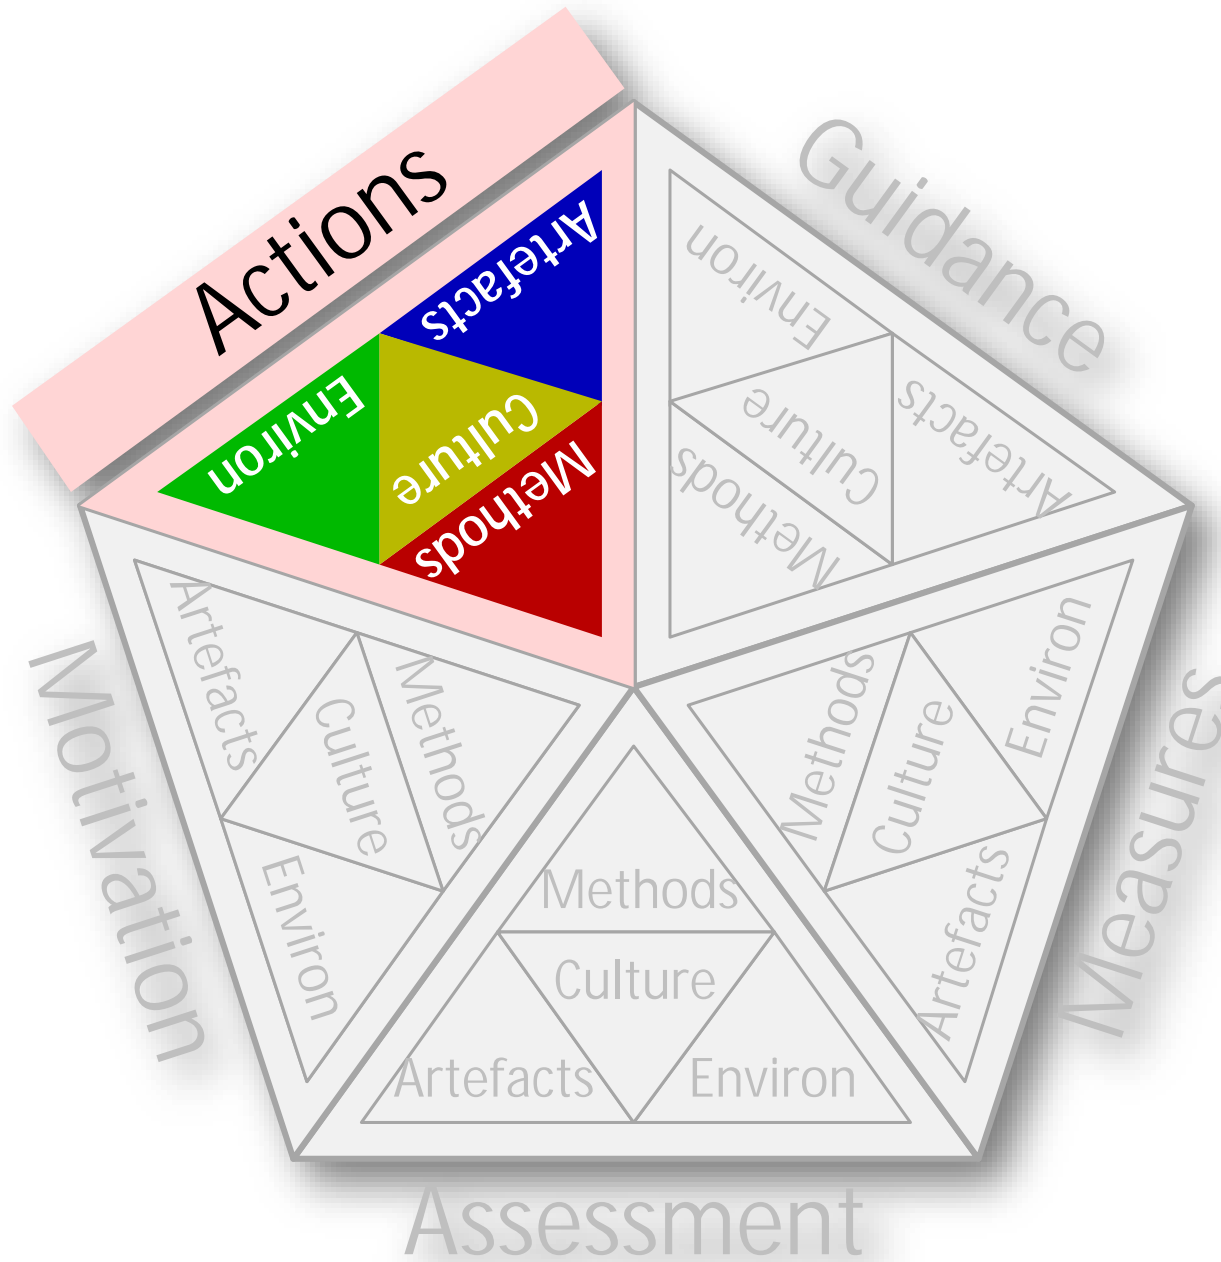 Actions
Artefacts
Environ
Culture
Methods
Guidance
Environ
Artefacts
Culture
Methods
Measures
Environ
Methods
Culture
Artefacts
Assessment
Methods
Culture
Artefacts
Environ
Motivation
Artefacts
Methods
Culture
Environ